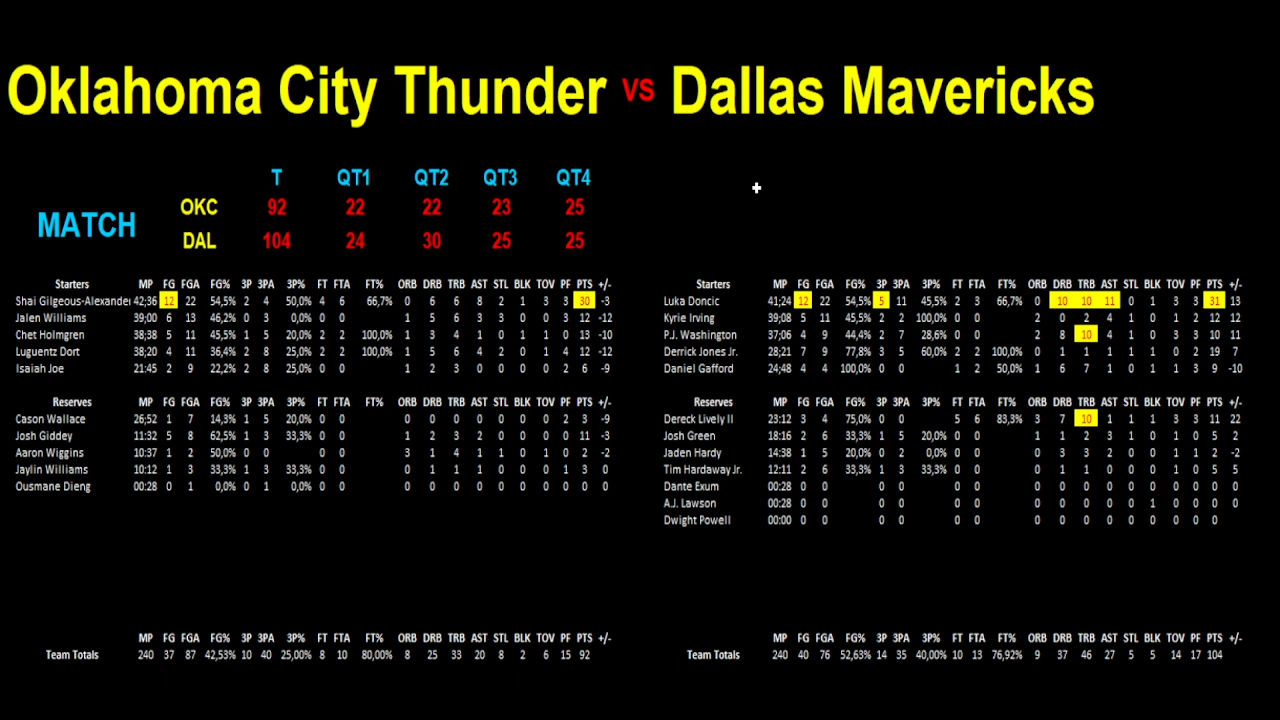 Oklahoma City Thunder vs Dallas Mavericks
T QT1 QT2 QT3 QT4
MATCH
OKC 92 22 22 23 25
DAL 104 24 30 25 25
Starters MP FG FGA FG% 3P 3PA 3P% FT FTA FT% ORB DRB TRB AST STL BLK TOV PF PTS +/-
Shai Gilgeous-Alexander 42;36 12 22 54,5% 2 4 50,0% 4 6 66,7% 0 6 6 8 2 1 3 3 30 -3
Jalen Williams 39;00 6 13 46,2% 0 3 0,0% 0 0 1 5 6 3 3 0 0 3 12 -12
Chet Holmgren 38;38 5 11 45,5% 1 5 20,0% 2 2 100,0% 1 3 4 1 0 1 0 1 13 -10
Luguentz Dort 38;20 4 11 36,4% 2 8 25,0% 2 2 100,0% 1 5 6 4 2 0 1 4 12 -12
Isaiah Joe 21:45 2 9 22,2% 2 8 25,0% 0 0 1 2 3 0 0 0 0 2 6 -9
Reserves MP FG FGA FG% 3P 3PA 3P% FT FTA FT% ORB DRB TRB AST STL BLK TOV PF PTS +/-
Cason Wallace 26;52 1 7 14,3% 1 5 20,0% 0 0 0 0 0 0 0 0 0 2 3 -9
Josh Giddey 11:32 5 8 62,5% 1 3 33,3% 0 0 1 2 3 2 0 0 1 0 11 -3
Aaron Wiggins 10:37 1 2 50,0% 0 0 0 0 3 1 4 1 1 0 1 0 2 -2
Jaylin Williams 10:12 1 3 33,3% 1 3 33,3% 0 0 0 1 1 1 0 0 0 1 3 0
Ousmane Dieng 00:28 0 1 0,0% 0 1 0,0% 0 0 0 0 0 0 0 0 0 0 0 0
MP FG FGA FG% 3P 3PA 3P% FT FTA FT% ORB DRB TRB AST STL BLK TOV PF PTS +/-
Team Totals 240 37 87 42,53% 10 40 25,00% 8 10 80,00% 8 25 33 20 8 2 6 15 92
Starters MP FG FGA FG% 3P 3PA 3P% FT FTA FT% ORB DRB TRB AST STL BLK TOV PF PTS +/-
Luka Doncic 41;24 12 22 54,5% 5 11 45,5% 2 3 66,7% 0 10 10 11 0 1 3 3 31 13
Kyrie Irving 39;08 5 11 45,5% 2 2 100,0% 0 0 2 0 2 4 1 0 1 2 12 12
P.J. Washington 37;06 4 9 44,4% 2 7 28,6% 0 0 2 8 10 4 1 0 3 3 10 11
Derrick Jones Jr. 28;21 7 9 77,8% 3 5 60,0% 2 2 100,0% 0 1 1 1 1 1 0 2 19 7
Daniel Gafford 24;48 4 4 100,0% 0 0 1 2 50,0% 1 6 7 1 0 1 1 3 9 -10
Reserves MP FG FGA FG% 3P 3PA 3P% FT FTA FT% ORB DRB TRB AST STL BLK TOV PF PTS +/-
Dereck Lively II 23:12 3 4 75,0% 0 0 5 6 83,3% 3 7 10 1 1 1 3 3 11 22
Josh Green 18:16 2 6 33,3% 1 5 20,0% 0 0 1 1 2 3 1 0 1 0 5 2
Jaden Hardy 14:38 1 5 20,0% 0 2 0,0% 0 0 0 3 3 2 0 0 1 1 2 -2
Tim Hardaway Jr. 12:11 2 6 33,3% 1 3 33,3% 0 0 0 1 1 0 1 0 1 0 5 5
Dante Exum 00:28 0 0 0 0 0 0 0 0 0 0 0 0 0 0 0 0
A.J. Lawson 00:28 0 0 0 0 0 0 0 0 0 0 0 1 0 0 0 0
Dwight Powell 00:00 0 0 0 0 0 0 0 0 0 0 0 0 0 0 0
MP FG FGA FG% 3P 3PA 3P% FT FTA FT% ORB DRB TRB AST STL BLK TOV PF PTS +/-
Team Totals 240 40 76 52,63% 14 35 40,00% 10 13 76,92% 9 37 46 27 5 5 14 17 104